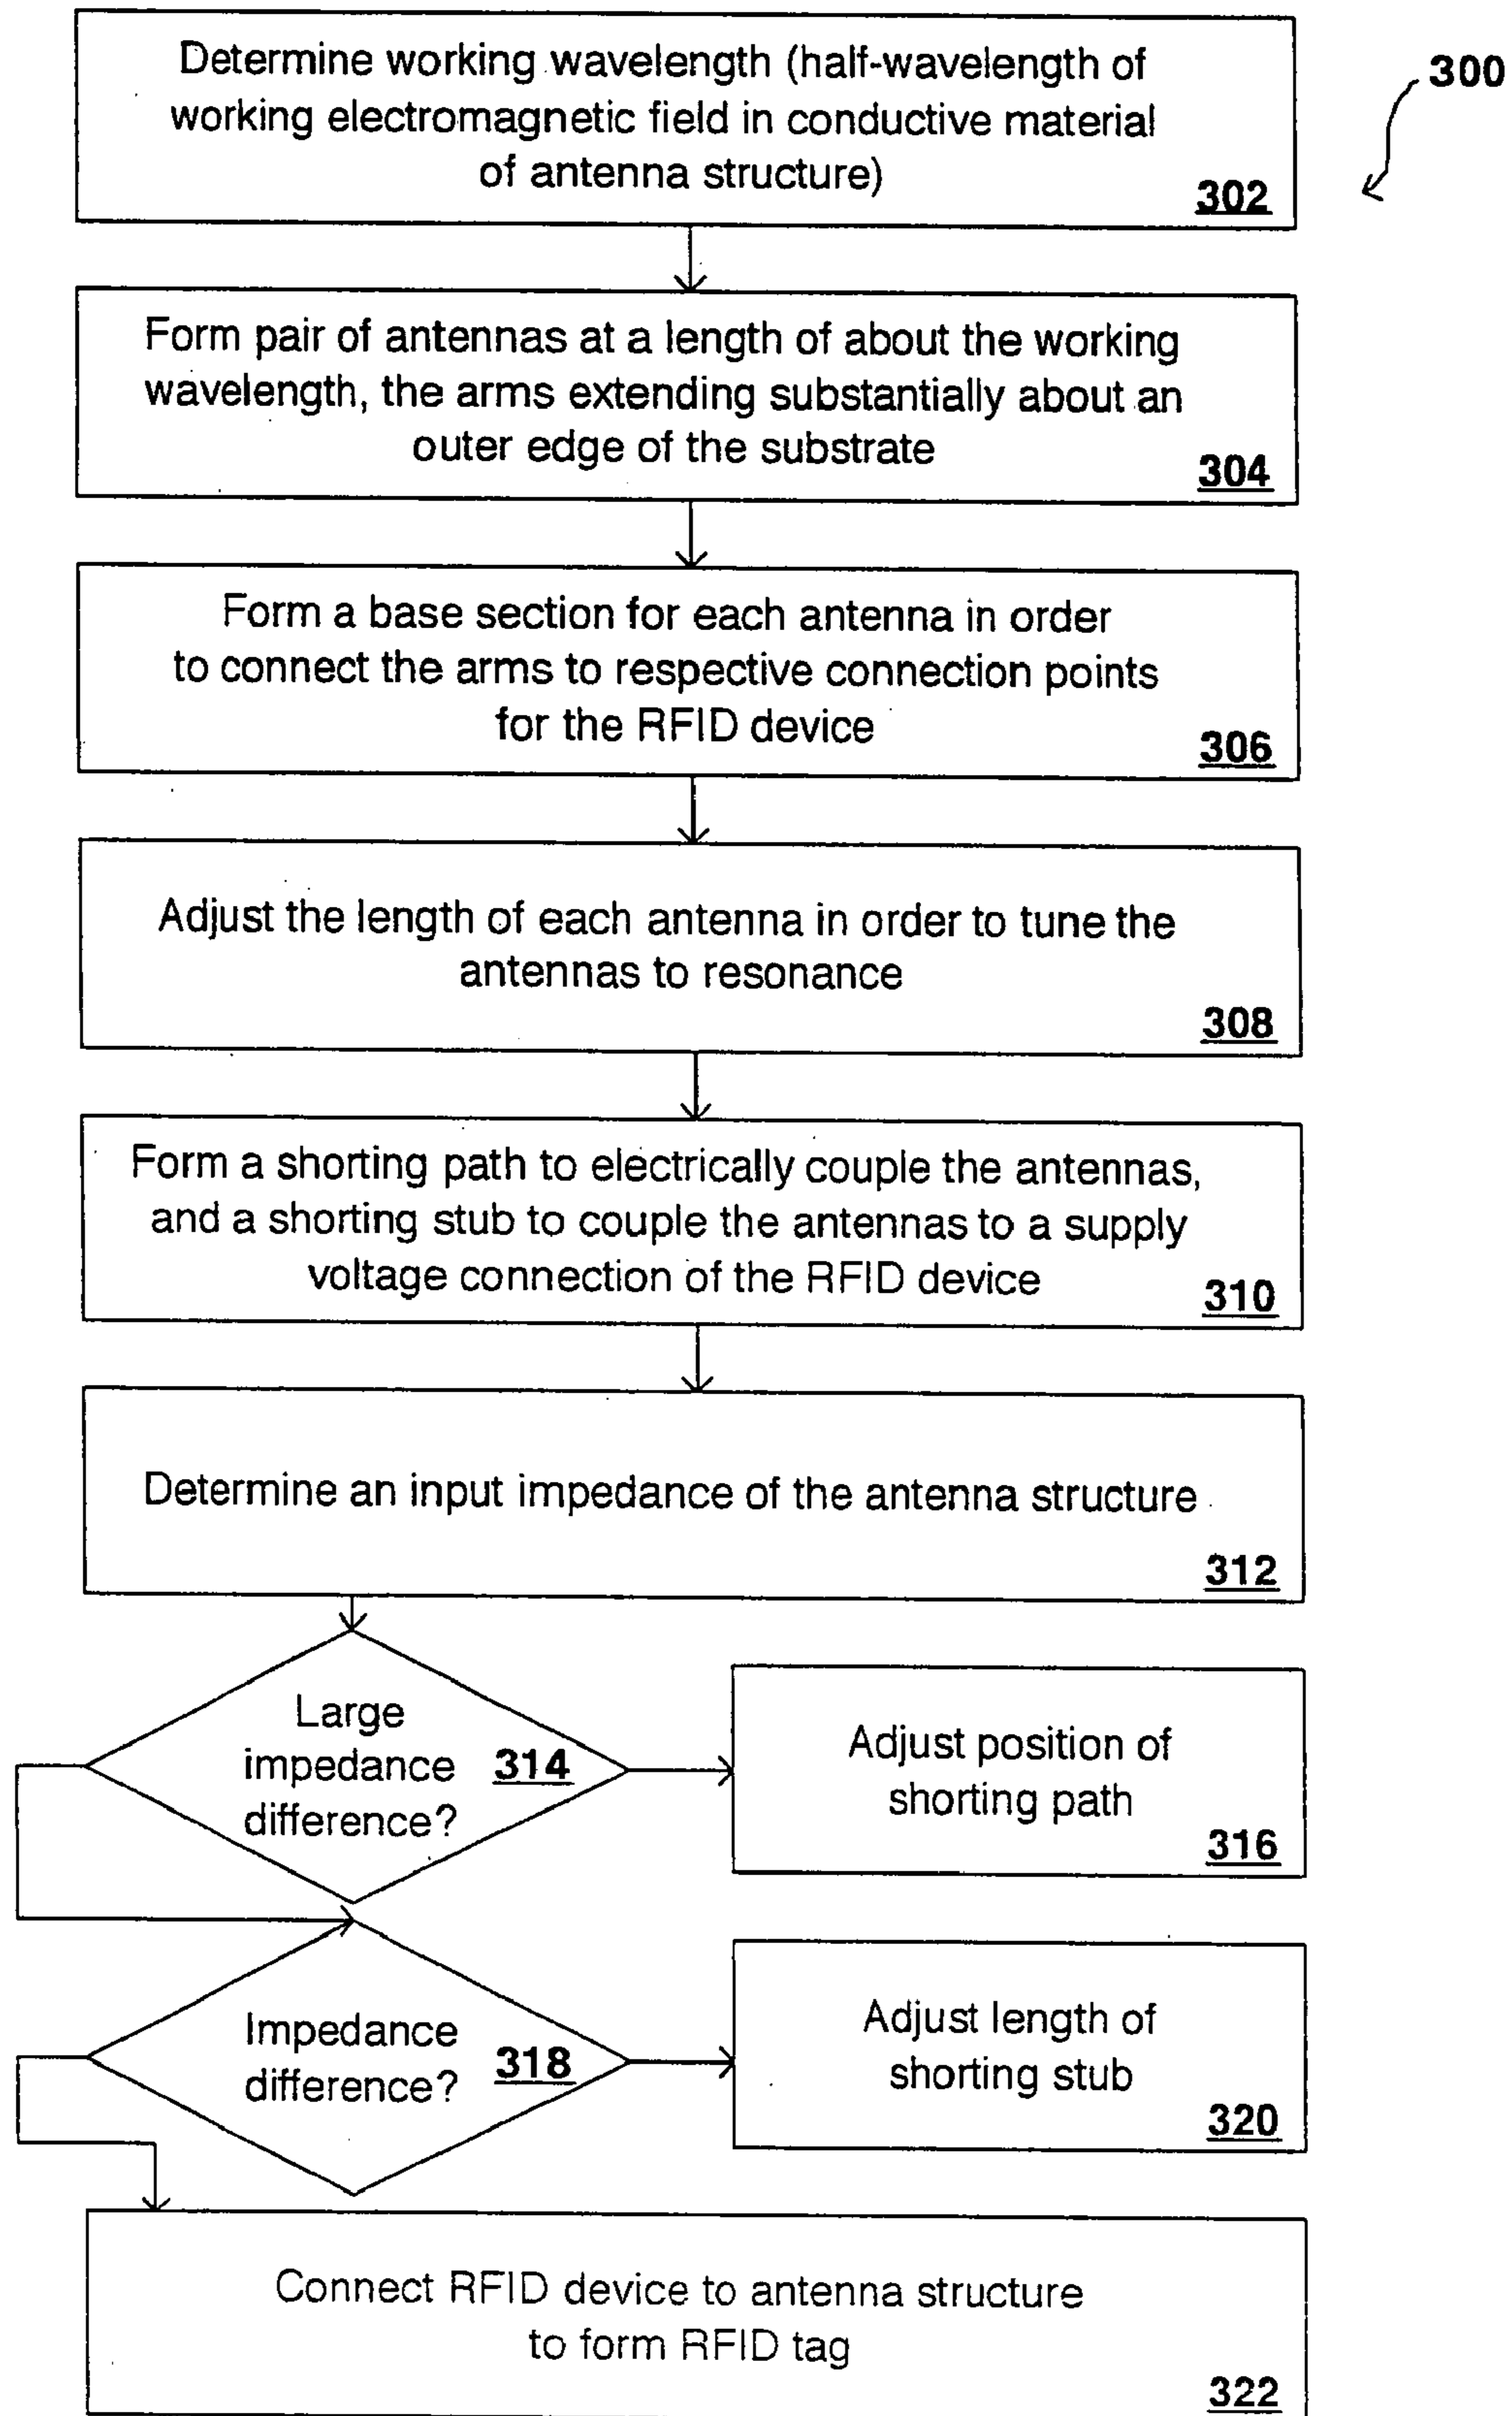 300
Determine working wavelength (half-wavelength of
working electromagnetic field in conductive material
of antenna structure)
302
Form pair of antennas at a length of about the working
wavelength, the arms extending substantially about an
outer edge of the substrate
304
Form a base section for each antenna in order
to connect the arms to respective connection points
for the RFID device
306
Adjust the length of each antenna in order to tune the
antennas to resonance
308
Form a shorting path to electrically couple the antennas,
and a shorting stub to couple the antennas to a supply
voltage connection of the RFID device
310
Determine an input impedance of the antenna structure
312
Large
impedance 314
difference?
Adjust position of
shorting path
316
Impedance
difference? 318
Adjust length of
shorting stub
320
Connect RFID device to antenna structure
to form RFID tag
322